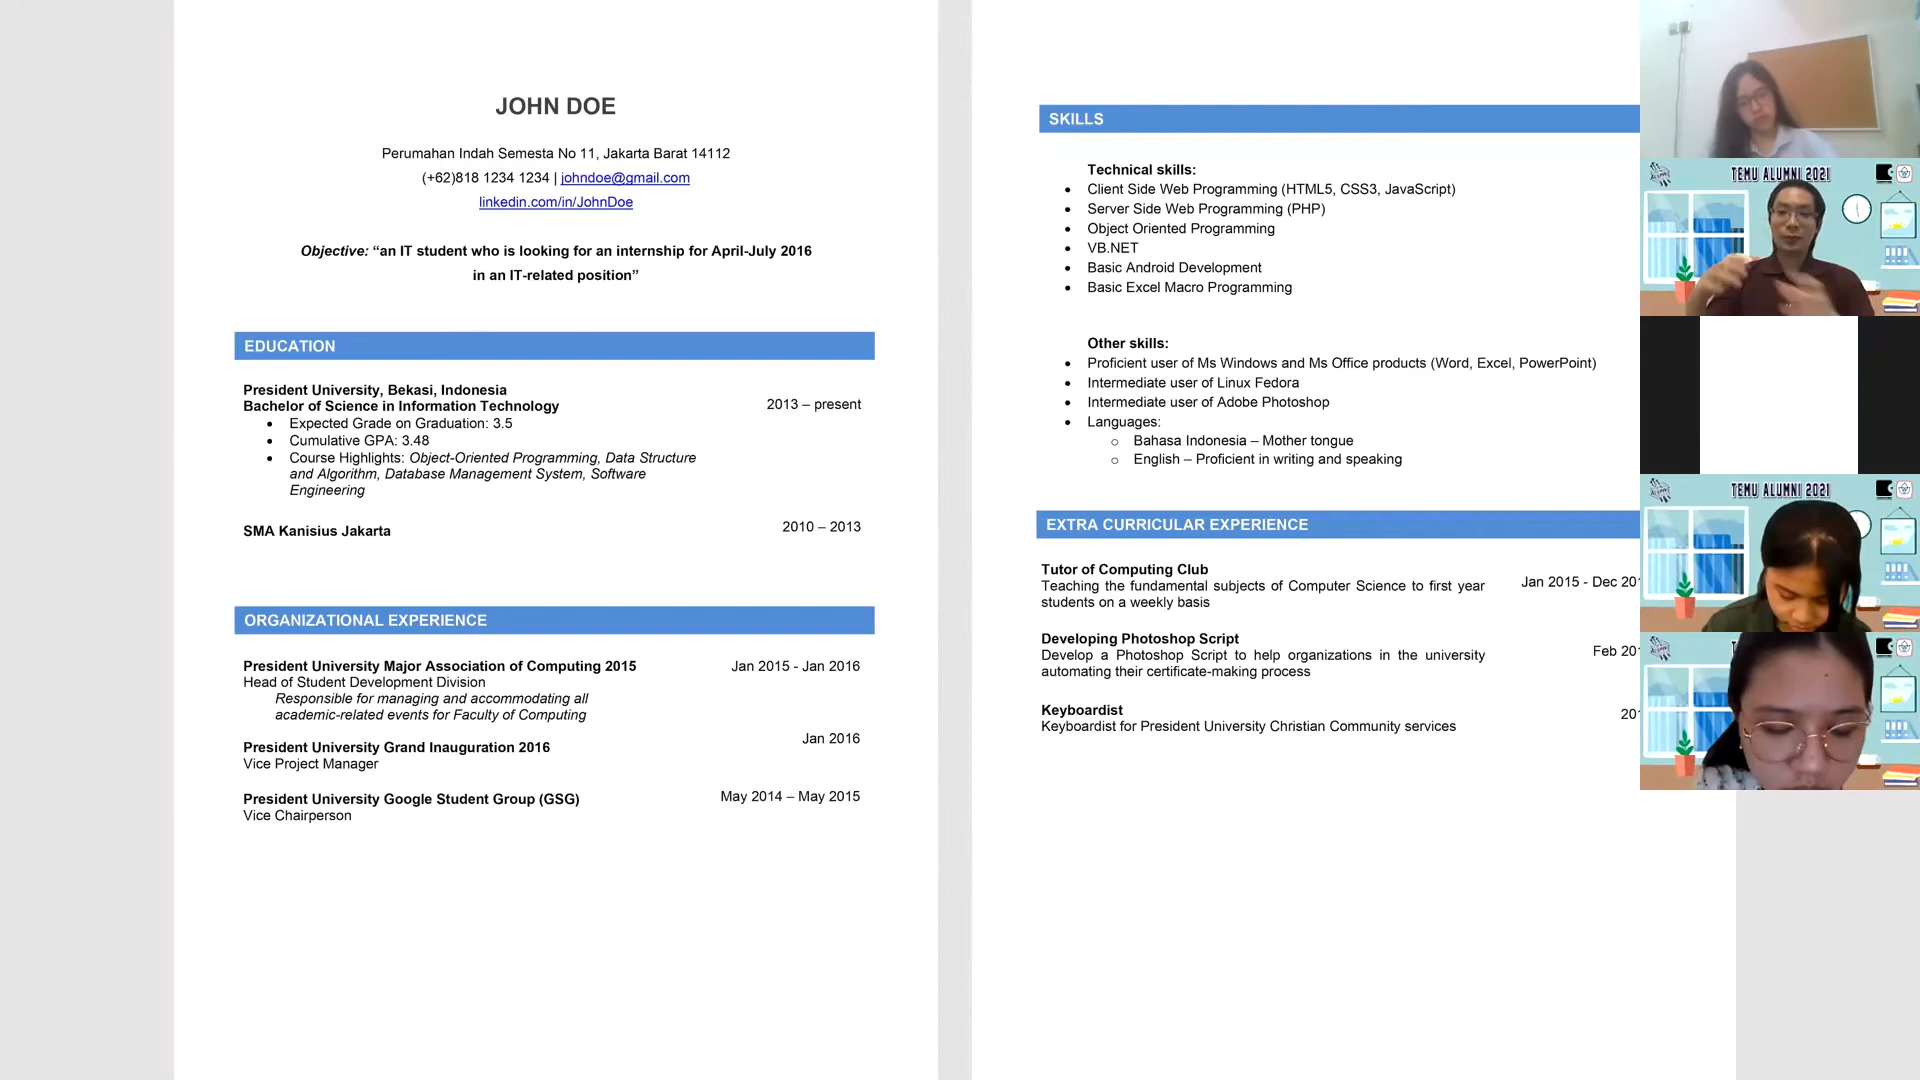 JOHN DOE
Perumahan Indah Semesta No 11, Jakarta Barat 14112
(+62)818 1234 1234 | johndoe@gmail.com
linkedin.com/in/JohnDoe
Objective: “an IT student who is looking for an internship for April-July 2016
in an IT-related position”
EDUCATION
President University, Bekasi, Indonesia
Bachelor of Science in Information Technology
2013 – present
• Expected Grade on Graduation: 3.5
• Cumulative GPA: 3.48
• Course Highlights: Object-Oriented Programming, Data Structure
and Algorithm, Database Management System, Software
Engineering
SMA Kanisius Jakarta
2010 – 2013
ORGANIZATIONAL EXPERIENCE
President University Major Association of Computing 2015
Jan 2015 - Jan 2016
Head of Student Development Division
Responsible for managing and accommodating all
academic-related events for Faculty of Computing
President University Grand Inauguration 2016
Jan 2016
Vice Project Manager
President University Google Student Group (GSG)
May 2014 – May 2015
Vice Chairperson
SKILLS
Technical skills:
• Client Side Web Programming (HTML5, CSS3, JavaScript)
• Server Side Web Programming (PHP)
• Object Oriented Programming
• VB.NET
• Basic Android Development
• Basic Excel Macro Programming
Other skills:
• Proficient user of Ms Windows and Ms Office products (Word, Excel, PowerPoint)
• Intermediate user of Linux Fedora
• Intermediate user of Adobe Photoshop
• Languages:
o Bahasa Indonesia – Mother tongue
o English – Proficient in writing and speaking
EXTRA CURRICULAR EXPERIENCE
Tutor of Computing Club
Jan 2015 - Dec
Teaching the fundamental subjects of Computer Science to first year
students on a weekly basis
Developing Photoshop Script
Feb
Develop a Photoshop Script to help organizations in the university
automating their certificate-making process
Keyboardist
Keyboardist for President University Christian Community services
TEMU ALUMNI 2021
TEMU ALUMNI 2021